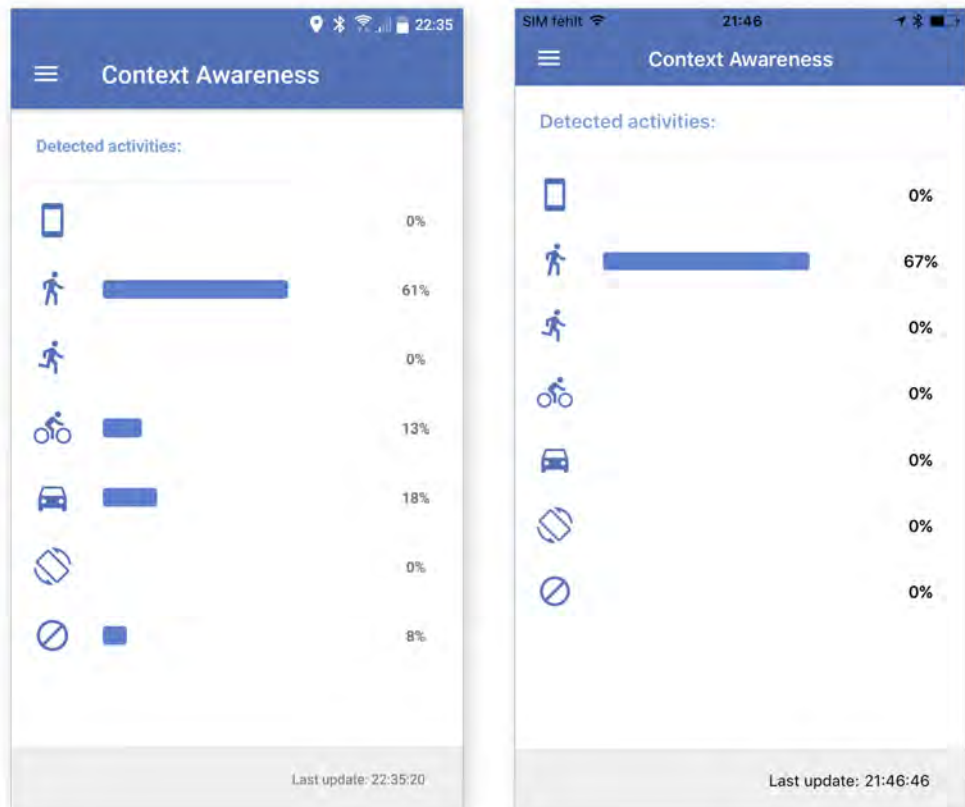 22:35
Context Awareness
Detected activities:
0%
61%
0%
13%
18%
0%
8%
Last update: 22:35:20
SIM fehlt 21:46
Context Awareness
Detected activities:
0%
67%
0%
0%
0%
0%
0%
Last update: 21:46:46